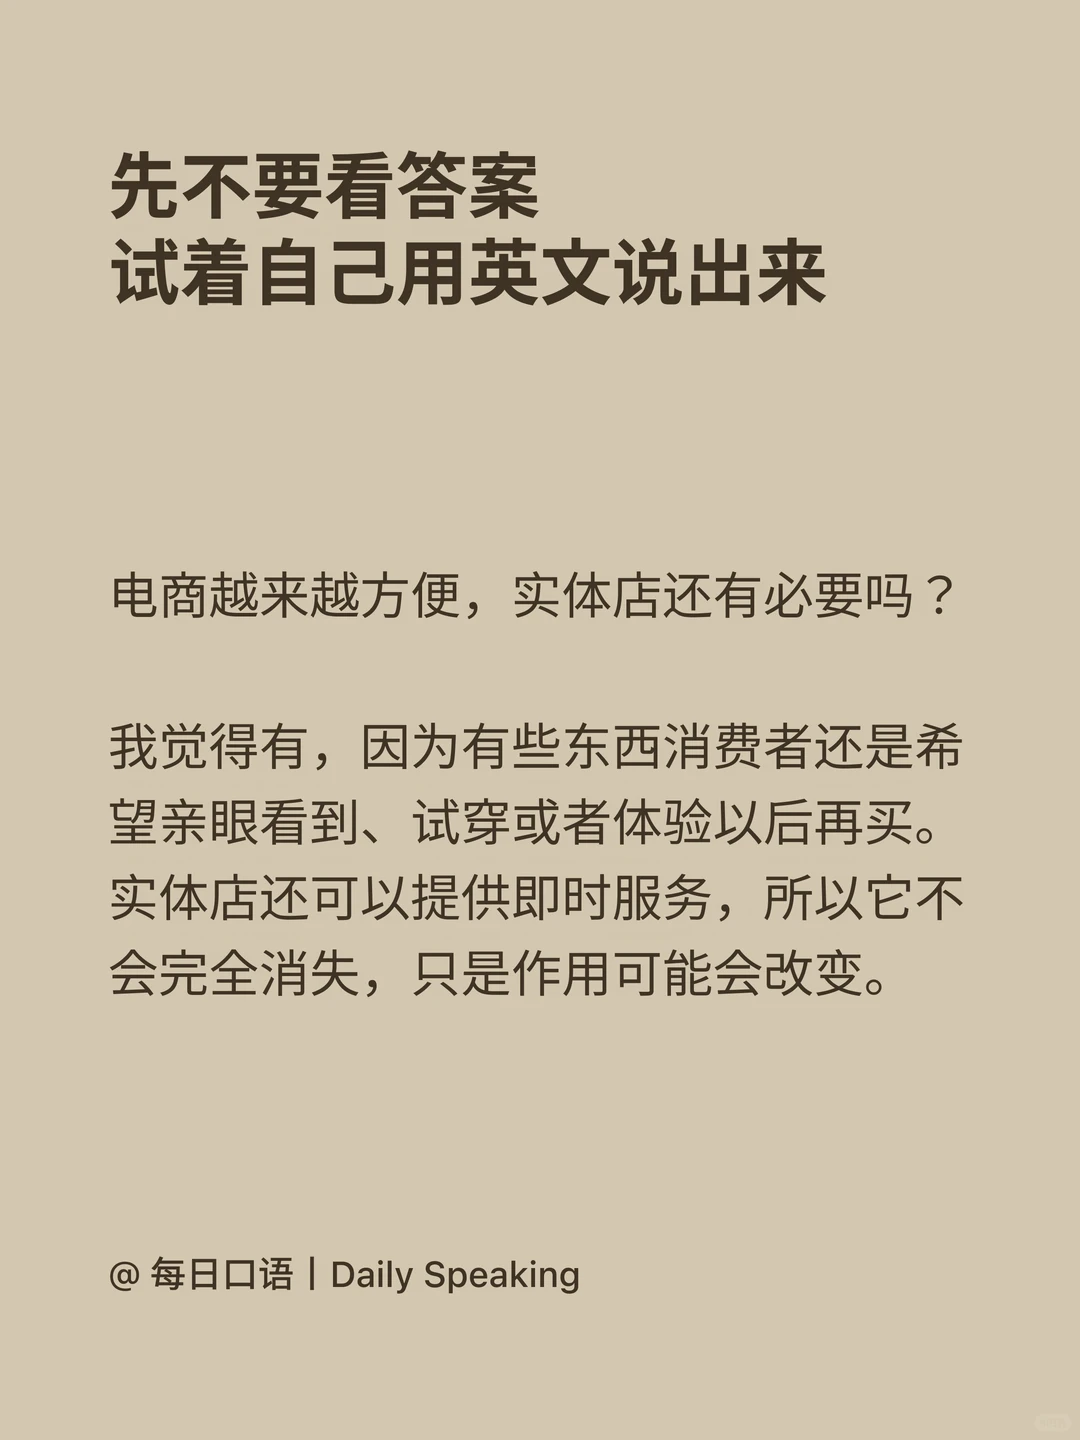 先不要看答案
试着自己用英文说出来
电商越来越方便，实体店还有必要吗？
我觉得有，因为有些东西消费者还是希
望亲眼看到、试穿或者体验以后再买。
实体店还可以提供即时服务，所以它不
会完全消失，只是作用可能会改变。
@ 每日口语丨Daily Speaking